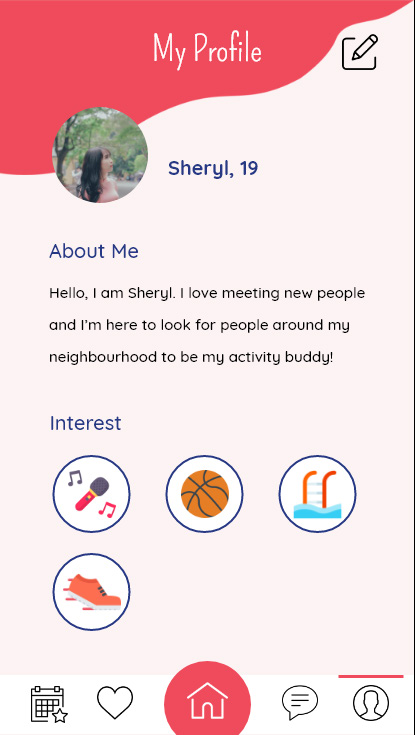 My Profile
Sheryl, 19
About Me
Hello, I am Sheryl. I love meeting new people
and I'm here to look for people around my
neighbourhood to be my activity buddy!
Interest